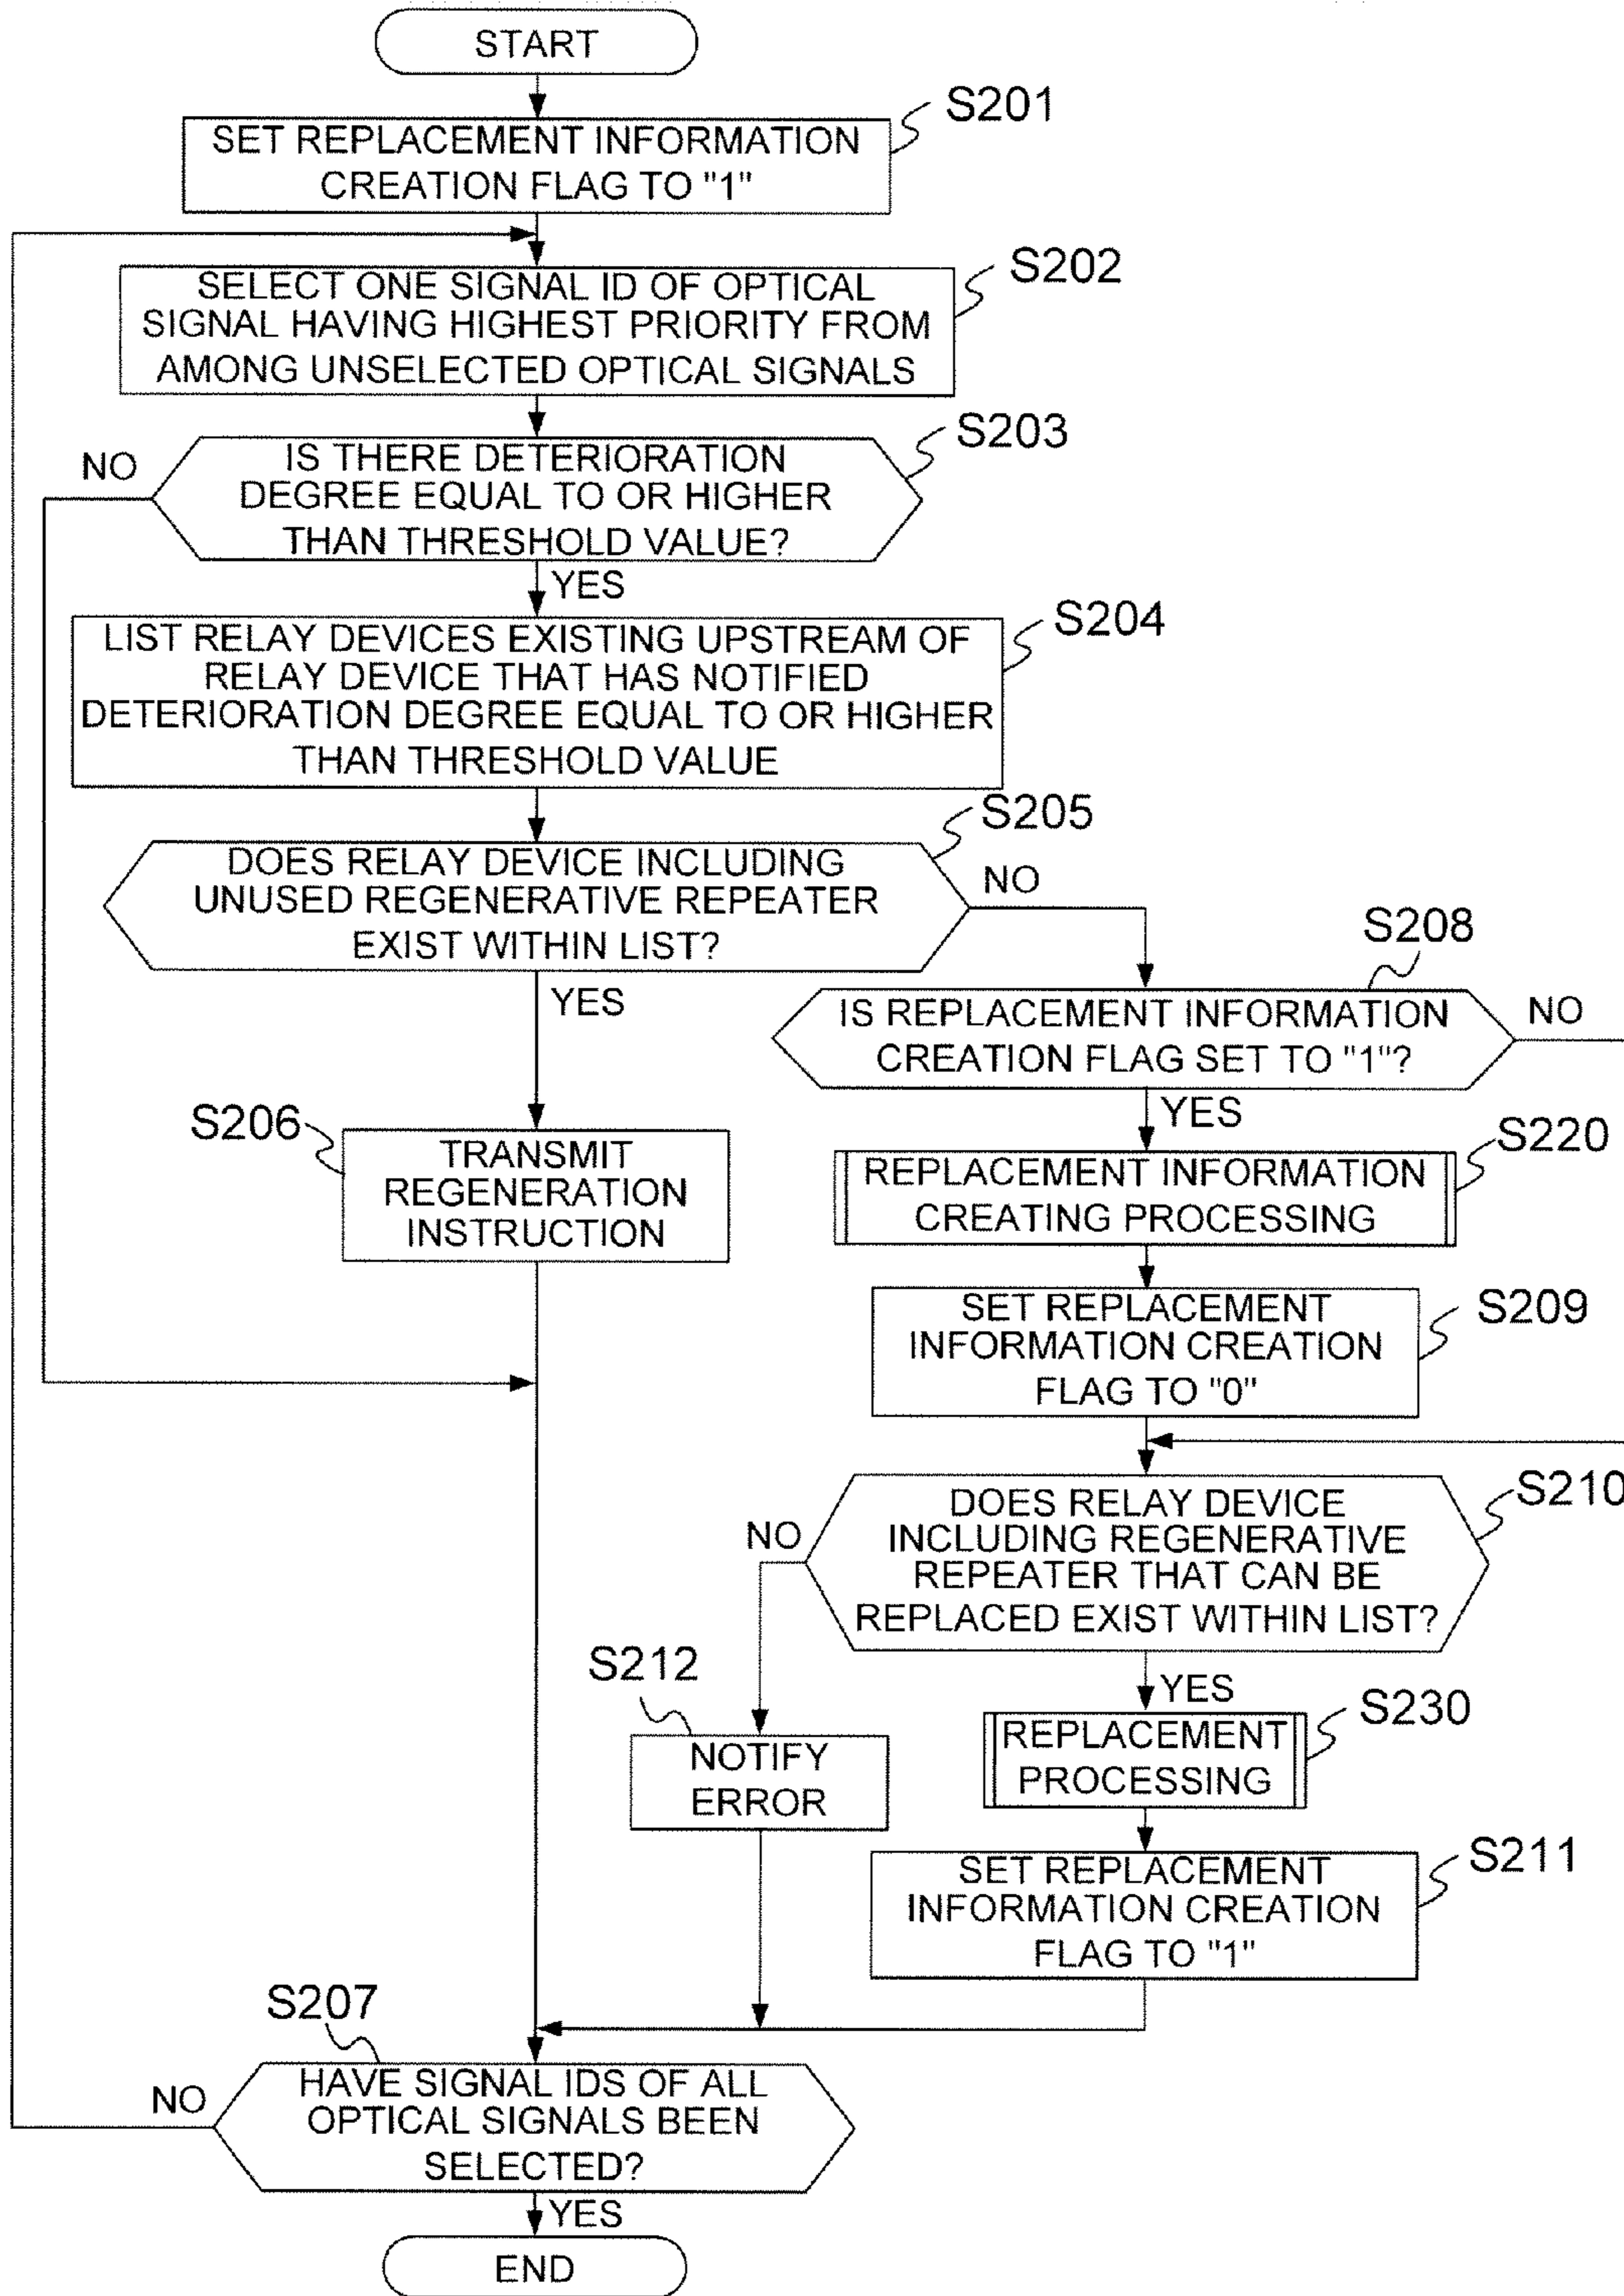 START
S201
SET REPLACEMENT INFORMATION
CREATION FLAG TO "1"
S202
SELECT ONE SIGNAL ID OF OPTICAL
SIGNAL HAVING HIGHEST PRIORITY FROM
AMONG UNSELECTED OPTICAL SIGNALS
S203
NO
IS THERE DETERIORATION
DEGREE EQUAL TO OR HIGHER
THAN THRESHOLD VALUE?
YES
S204
LIST RELAY DEVICES EXISTING UPSTREAM OF
RELAY DEVICE THAT HAS NOTIFIED
DETERIORATION DEGREE EQUAL TO OR HIGHER
THAN THRESHOLD VALUE
S205
DOES RELAY DEVICE INCLUDING
UNUSED REGENERATIVE REPEATER
EXIST WITHIN LIST?
NO
YES
S208
IS REPLACEMENT INFORMATION
CREATION FLAG SET TO "1"?
NO
YES
S206
TRANSMIT
REGENERATION
INSTRUCTION
S220
REPLACEMENT INFORMATION
CREATING PROCESSING
S209
SET REPLACEMENT
INFORMATION CREATION
FLAG TO "0"
S210
NO
DOES RELAY DEVICE
INCLUDING REGENERATIVE
REPEATER THAT CAN BE
REPLACED EXIST WITHIN LIST?
YES
S212
NOTIFY
ERROR
S230
REPLACEMENT
PROCESSING
S211
SET REPLACEMENT
INFORMATION CREATION
FLAG TO "1"
S207
NO
HAVE SIGNAL IDS OF ALL
OPTICAL SIGNALS BEEN
SELECTED?
YES
END